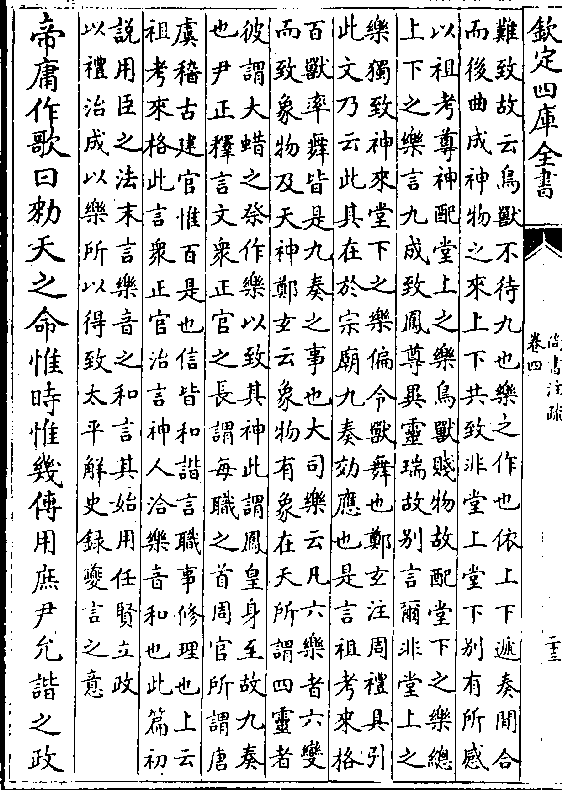 欽定四庫全書
尚書注疏
卷四
二十三
難致故云鳥獸不待九也樂之作也依上下遞奏間合
而後曲成神物之來上下共致非堂上堂下别有所感
以祖考尊神配堂上之樂鳥獸賤物故配堂下之樂總
上下之樂言九成致鳳尊異靈瑞故别言爾非堂上之
樂獨致神來堂下之樂偏令獸舞也鄭玄注周禮具引
此文乃云此其在於宗廟九奏効應也是言祖考來格
百獸率舞皆是九奏之事也大司樂云凡六樂者六變
而致象物及天神鄭玄云象物有象在天所謂四靈者
彼謂大蜡之祭作樂以致其神此謂鳳皇身至故九奏
也尹正釋言文衆正官之長謂每職之首周官所謂唐
虞稽古建官惟百是也信皆和諧言職事修理也上云
祖考來格此言衆正官治言神人洽樂音和也此篇初
說用臣之法末言樂音之和言其始用任賢立政
以禮治成以樂所以得致太平解史録夔言之意
帝庸作歌曰勑天之命惟時惟幾傳用庶尹允諧之政